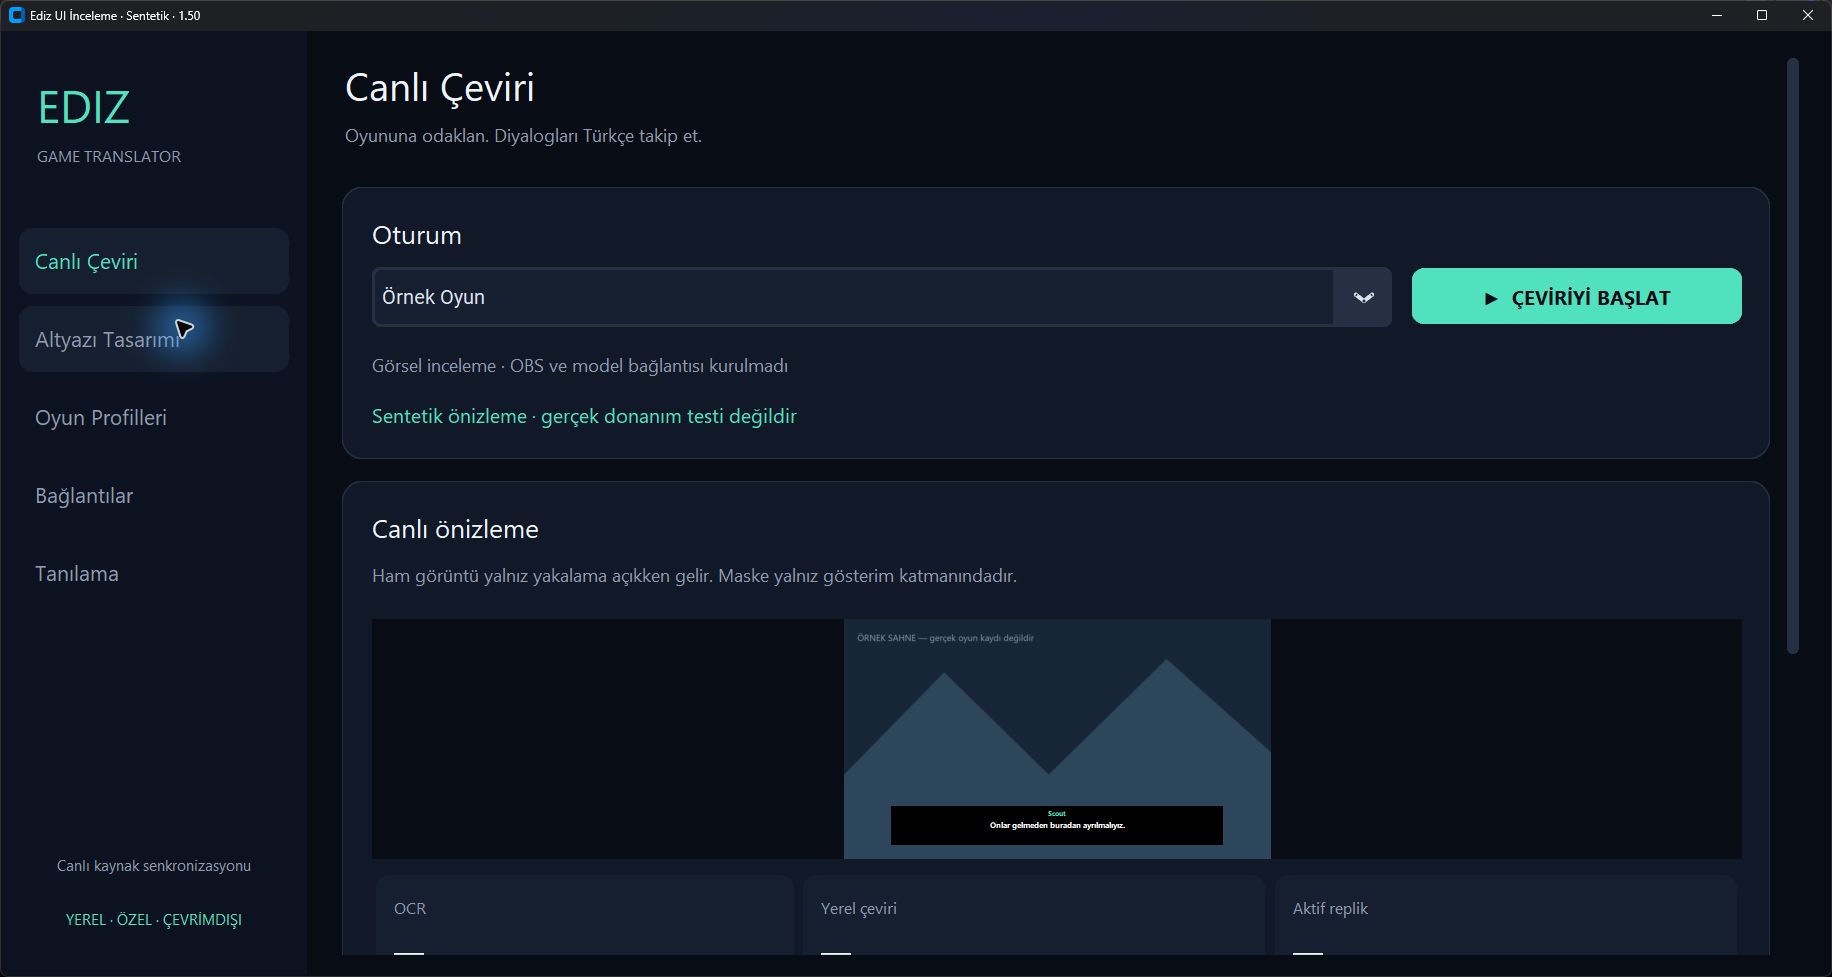 Ediz UI İnceleme · Sentetik · 1.50
EDIZ
GAME TRANSLATOR
Canlı Çeviri
Altyazı Tasarımı
Oyun Profilleri
Bağlantılar
Tanılama
Canlı kaynak senkronizasyonu
YEREL · ÖZEL · ÇEVRİMDIŞI
Canlı Çeviri
Oyununa odaklan. Diyalogları Türkçe takip et.
Oturum
Örnek Oyun
► ÇEVİRİYİ BAŞLAT
Görsel inceleme · OBS ve model bağlantısı kurulmadı
Sentetik önizleme · gerçek donanım testi değildir
Canlı önizleme
Ham görüntü yalnız yakalama açıkken gelir. Maske yalnız gösterim katmanındadır.
ÖRNEK SAHNE — gerçek oyun kaydı değildir
Scout
Onlar gelmeden buradan ayrılmalıyız.
OCR
Yerel çeviri
Aktif replik